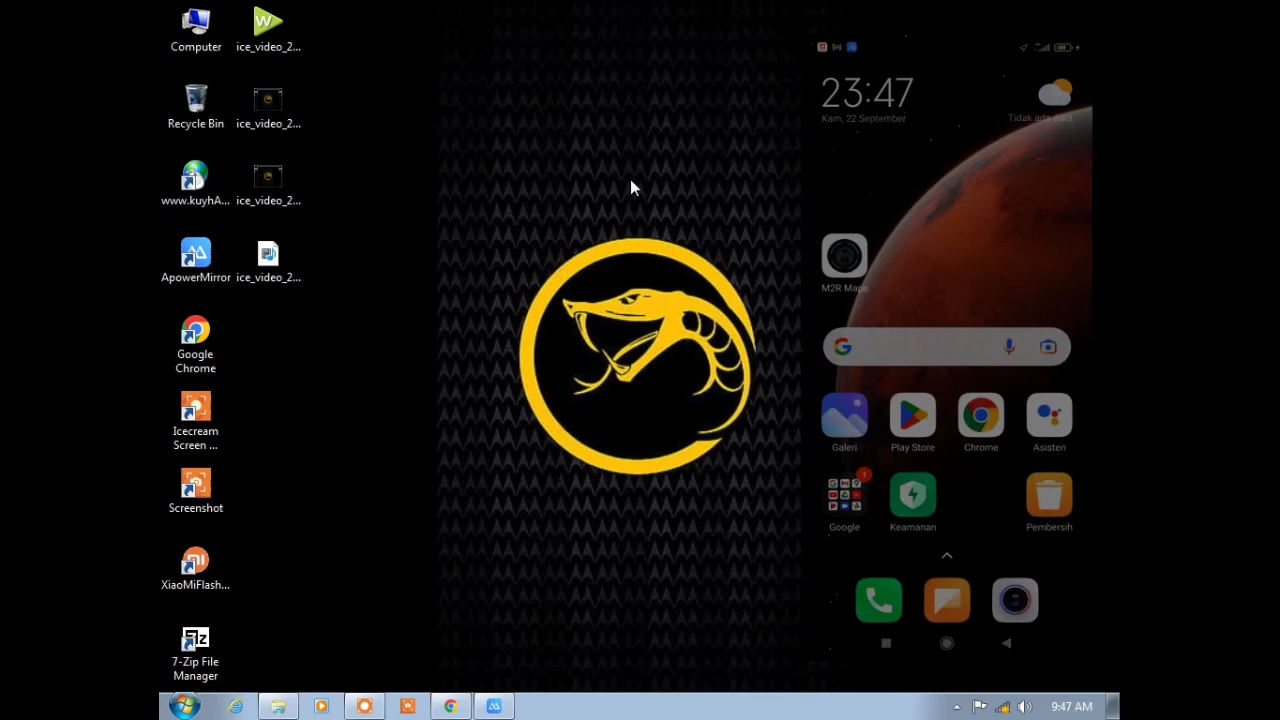 Computer
ice_video_2...
Recycle Bin
ice_video_2...
www.kuyhA...
ice_video_2...
ApowerMirror
ice_video_2...
Google
Chrome
Icecream
Screen ...
Screenshot
XiaoMiFlash...
7z
7-Zip File
Manager
23:47
Kam, 22 September
Tidak ada data
M2R Maps
Galeri
Play Store
Chrome
Asisten
1
Google
Keamanan
Pembersih
9:47 AM